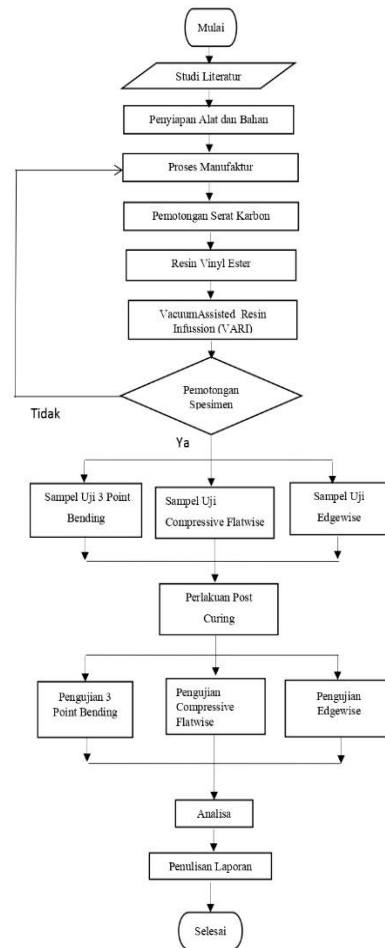 Mulai
Studi Literatur
Penyiapan Alat dan Bahan
Proses Manufaktur
Pemotongan Serat Karbon
Resin Vinyl Ester
VacuumAssisted Resin
Infussion (VARI)
Pemotongan
Spesimen
Tidak
Ya
Sampel Uji 3 Point
Bending
Sampel Uji
Compressive Flatwise
Sampel Uji
Edgewise
Perlakuan Post
Curing
Pengujian 3
Point Bending
Pengujian
Compressive
Flatwise
Pengujian
Edgewise
Analisa
Penulisan Laporan
Selesai